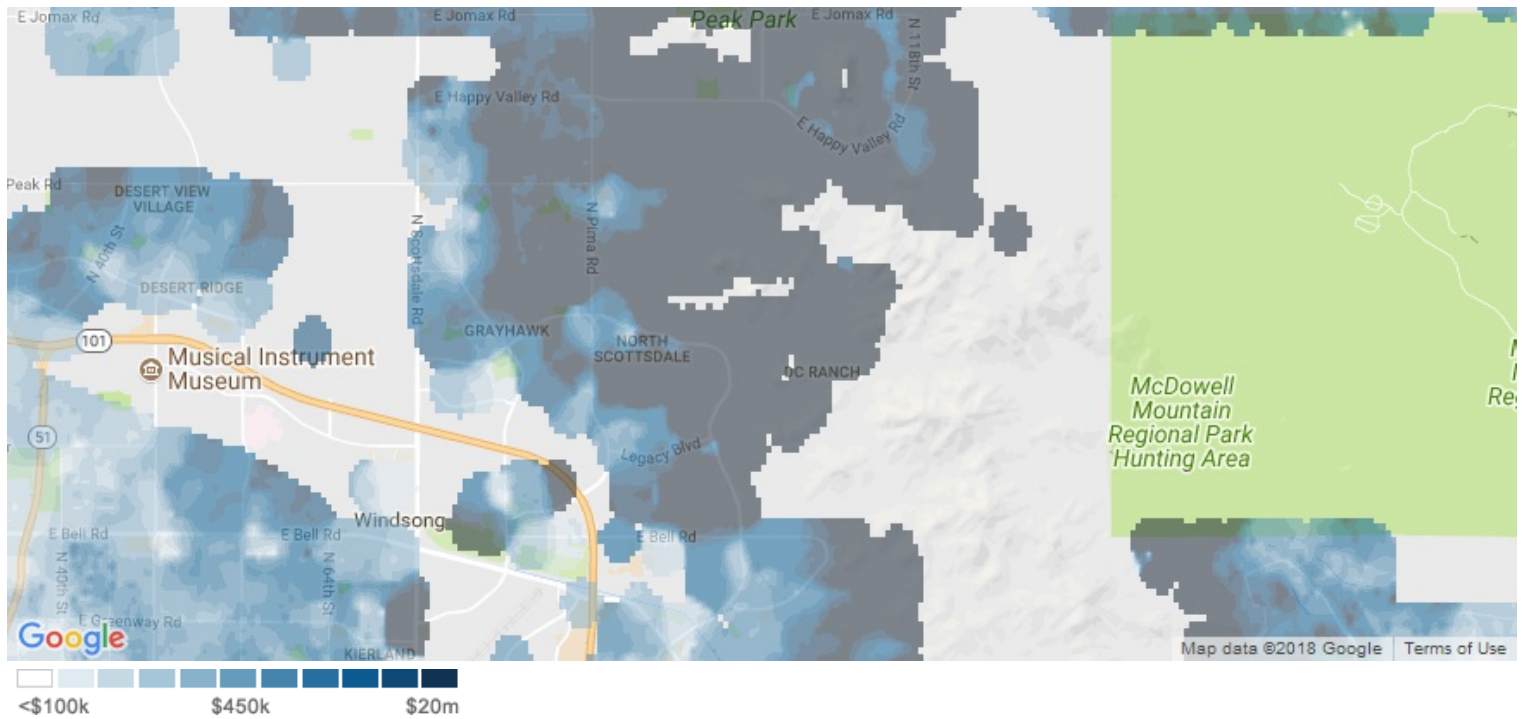 E Jomax Rd
E Jomax Rd
Peak Park
E Jomax Rd
N 118th St
E Happy Valley Rd
E Happy Valley Rd
Peak Rd
DESERT VIEW
VILLAGE
N 40th St
N Scottsdale Rd
N Pima Rd
DESERT RIDGE
101
GRAYHAWK
NORTH
SCOTTSDALE
Musical Instrument
Museum
DC RANCH
McDowell
Mountain
Regional Park
Hunting Area
M
Reg
51
Legacy Blvd
Windsong
E Bell Rd
E Bell Rd
E Bell Rd
N 40th St
N 64th St
E Greenway Rd
Google
KIERLAND
Map data ©2018 Google
Terms of Use
<$100k
$450k
$20m